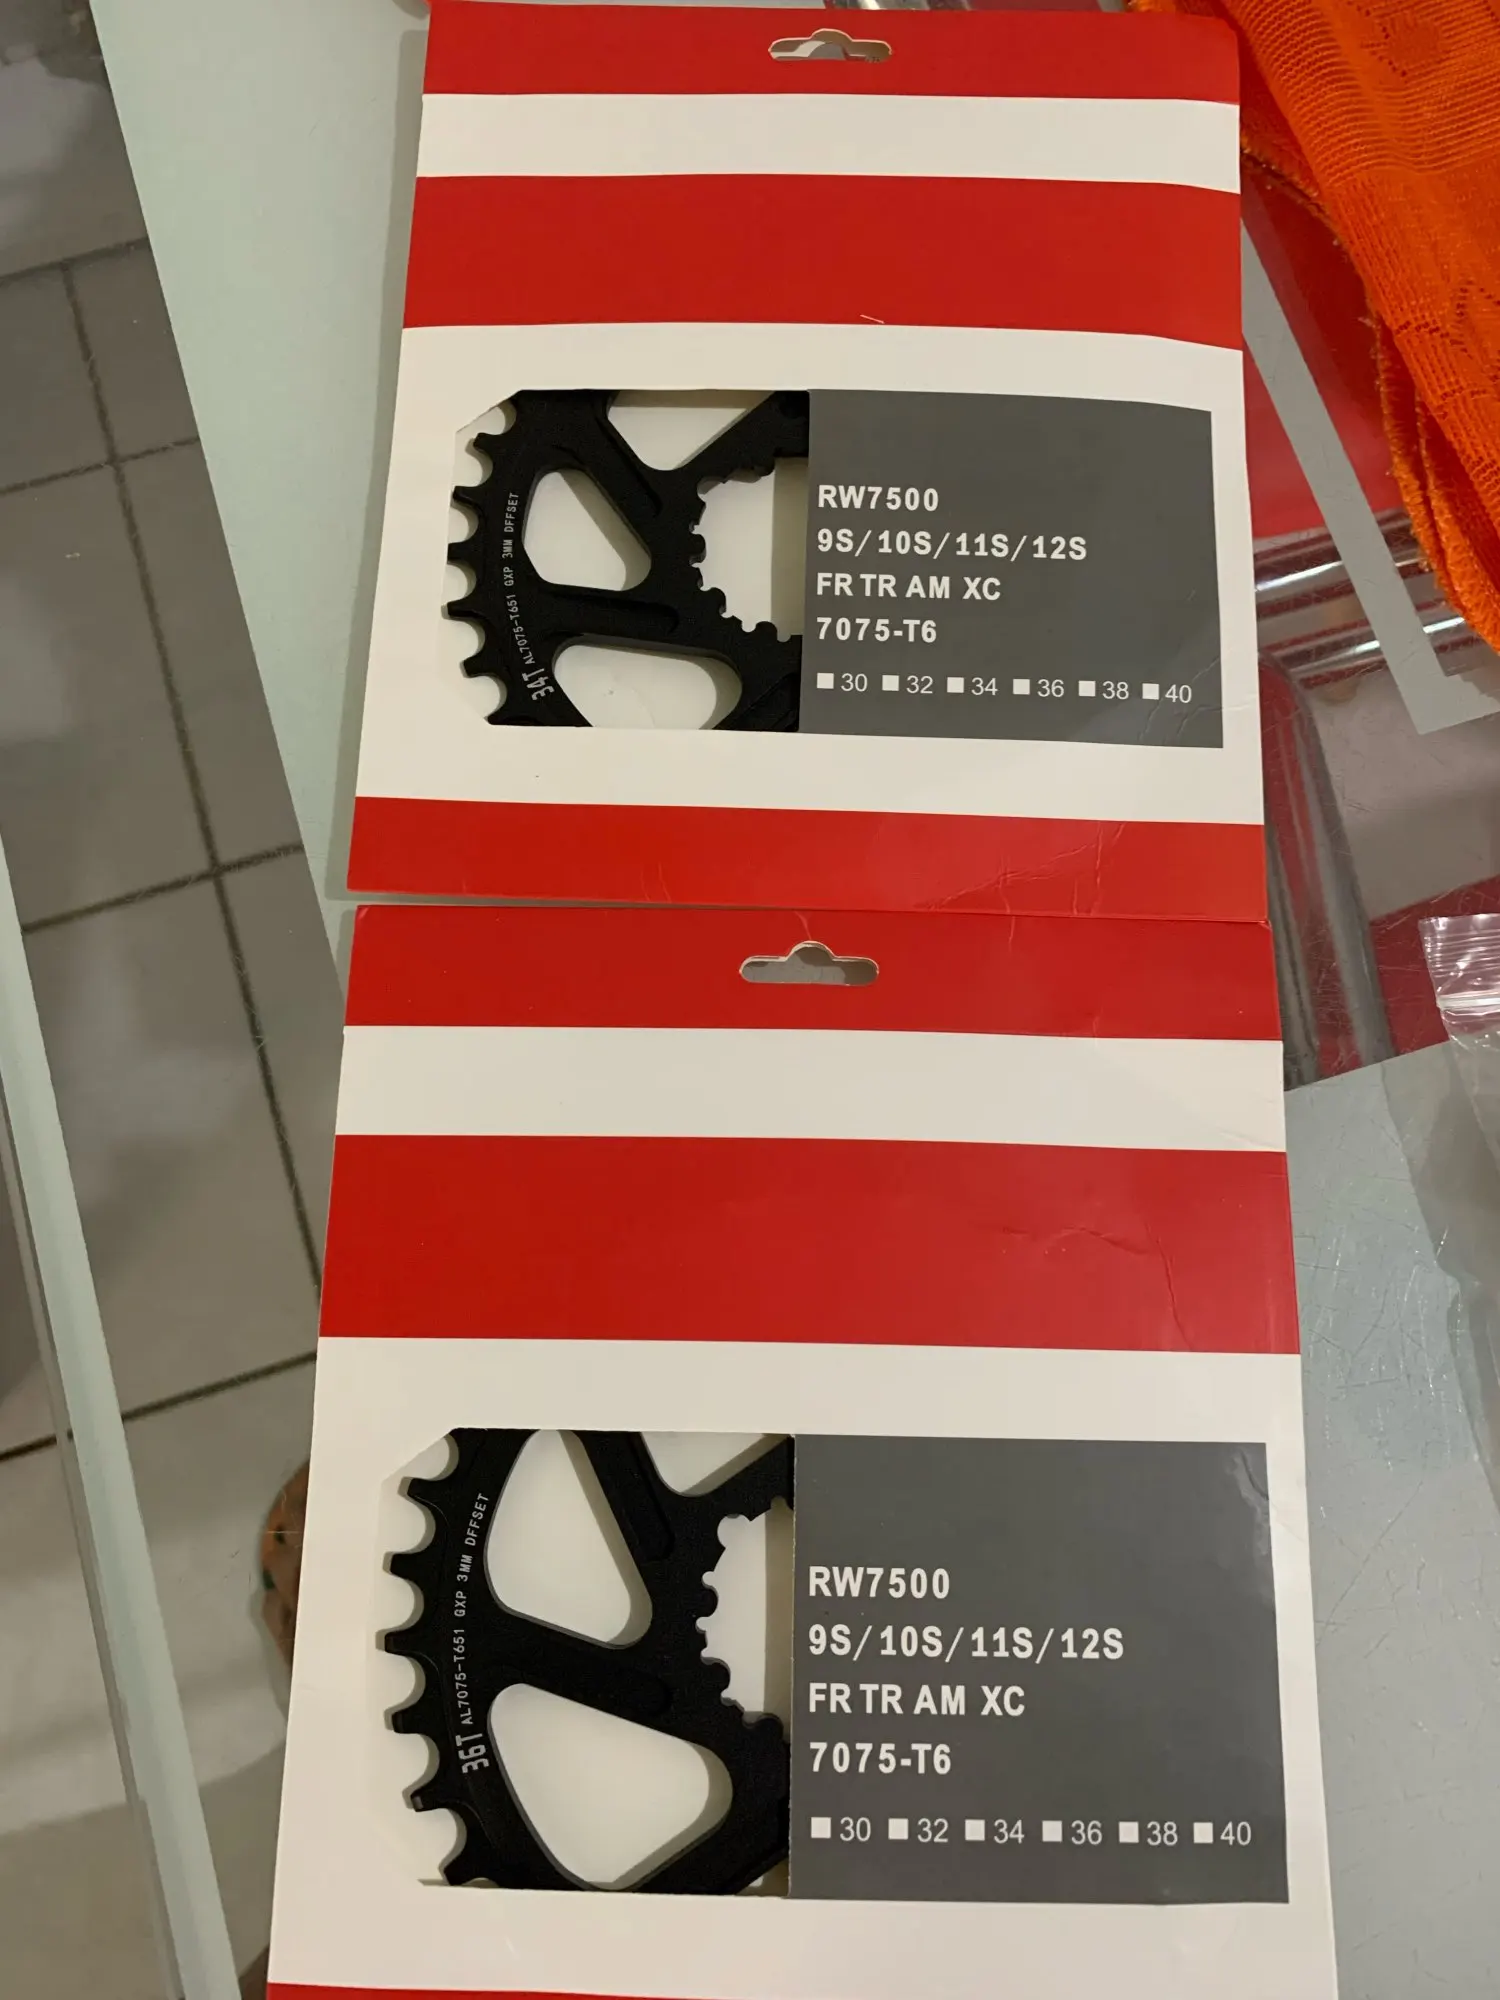 34T AL7075-T651 GXP 3MM DFFSET
RW7500
9S/10S/11S/12S
FR TR AM XC
7075-T6
30 32 34 36 38 40
36T AL7075-T651 GXP 3MM DFFSET
RW7500
9S/10S/11S/12S
FR TR AM XC
7075-T6
30 32 34 36 38 40